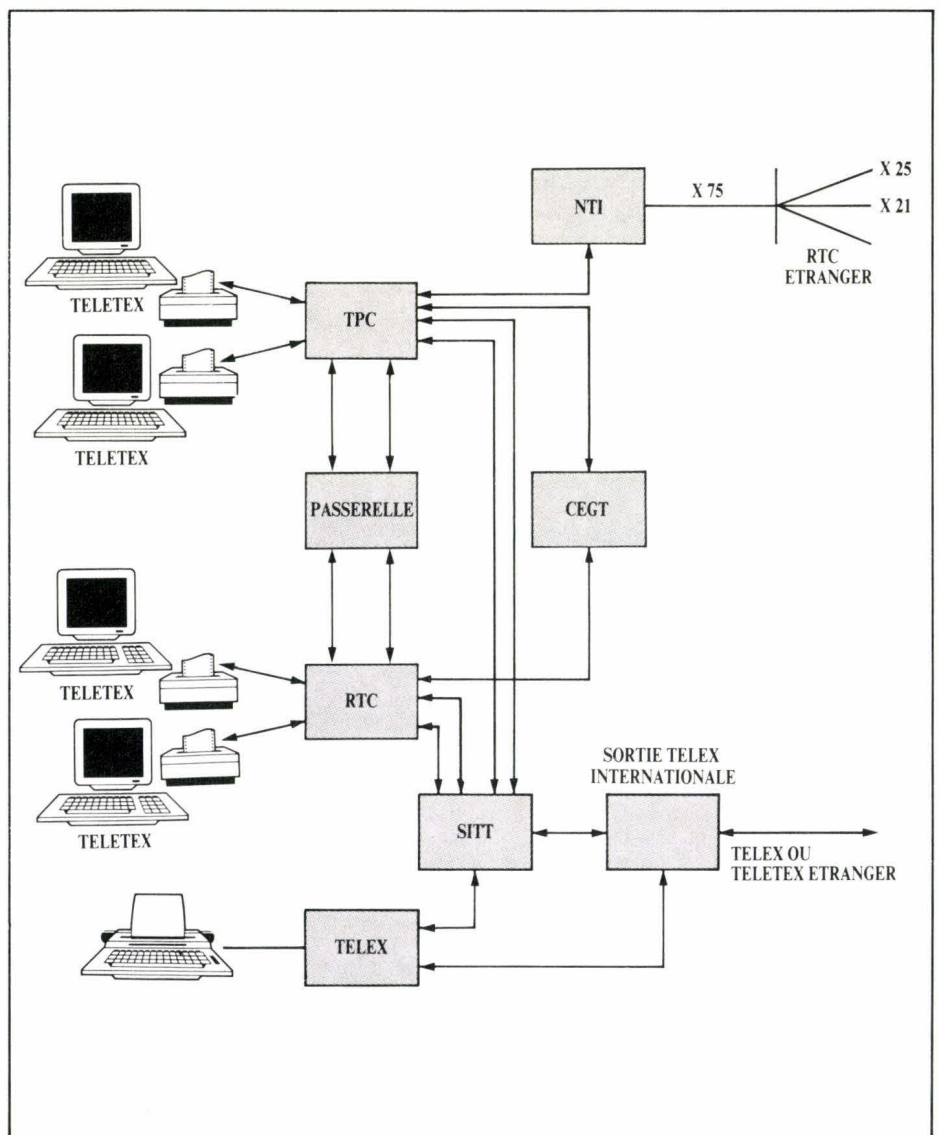 X 25
X 75
X 21
NTI
RTC
ETRANGER
TELETEX
TPC
TELETEX
PASSERELLE
CEGT
TELETEX
RTC
SORTIE TELEX
INTERNATIONALE
TELETEX
SITT
TELEX OU
TELETEX ETRANGER
TELEX